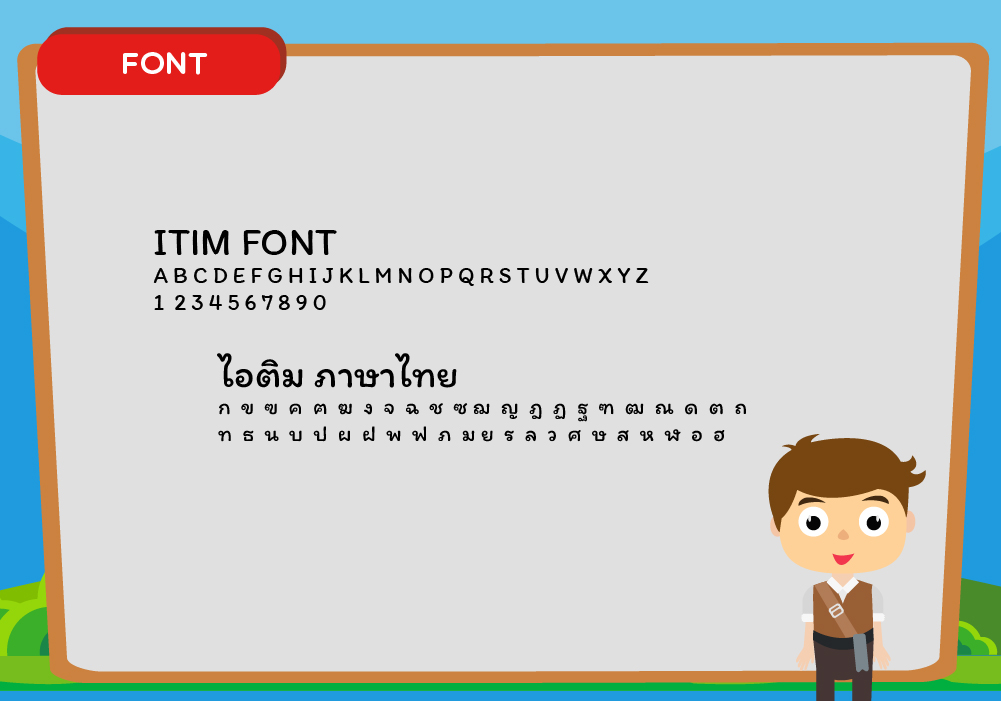 FONT
ITIM FONT
A B C D E F G H I J K L M N O P Q R S T U V W X Y Z
1 2 3 4 5 6 7 8 9 0
ไอติม ภาษาไทย
ก ข ฃ ค ฅ ฆ ง จ ฉ ช ซ ฌ ญ ฎ ฏ ฐ ฑ ฒ ณ ด ต ถ
ท ธ น บ ป ผ ฝ พ ฟ ภ ม ย ร ล ว ศ ษ ส ห ฬ อ ฮ